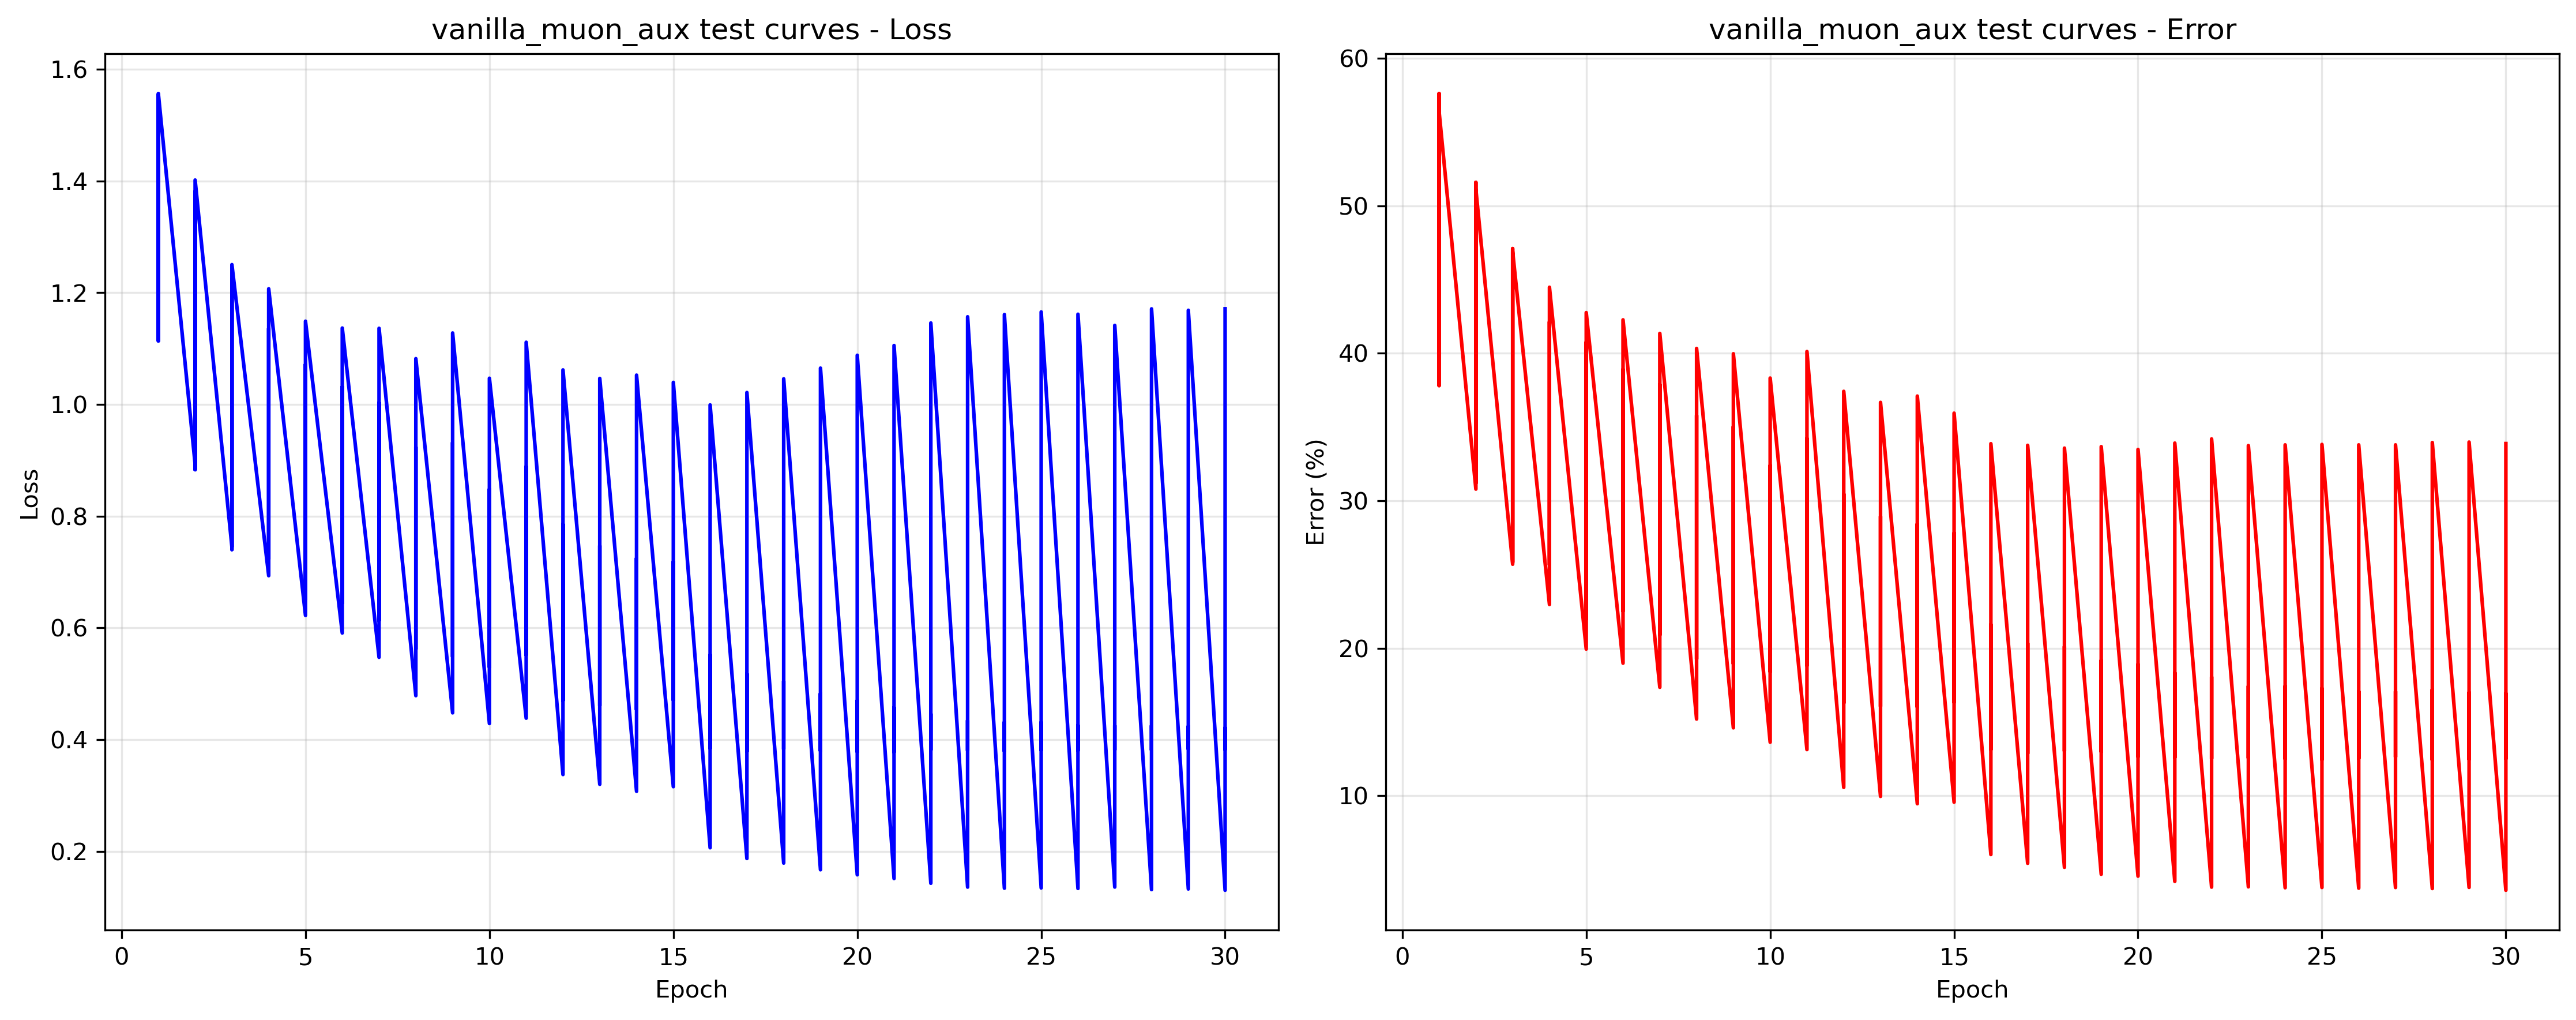 vanilla_muon_aux test curves - Loss
1.6
1.4
1.2
1.0
0.8
0.6
0.4
0.2
Loss
0 5 10 15 20 25 30
Epoch
vanilla_muon_aux test curves - Error
60
50
40
30
20
10
Error (%)
0 5 10 15 20 25 30
Epoch